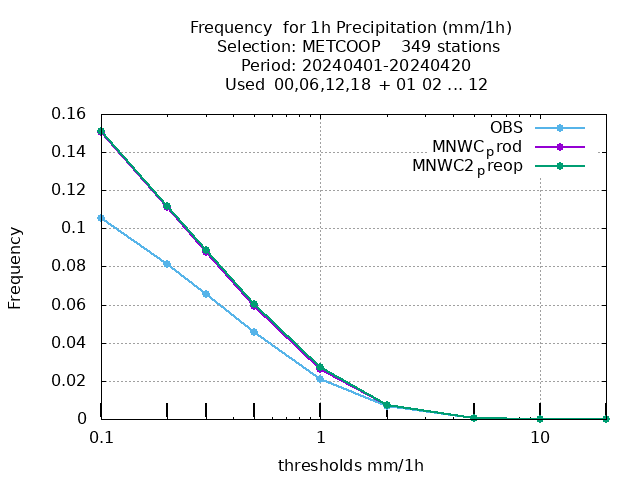 Frequency  for 1h Precipitation (mm/1h)
Selection: METCOOP    349 stations
Period: 20240401-20240420
Used  00,06,12,18 + 01 02 ... 12
OBS
MNWCprod
MNWC2preop
0.16
0.14
0.12
0.1
0.08
0.06
0.04
0.02
0
Frequency
0.1
1
10
thresholds mm/1h